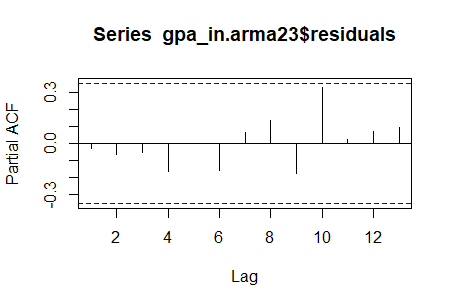 Series  gpa_in.arma23$residuals
Partial ACF
0.3
0.0
-0.3
2 4 6 8 10 12
Lag